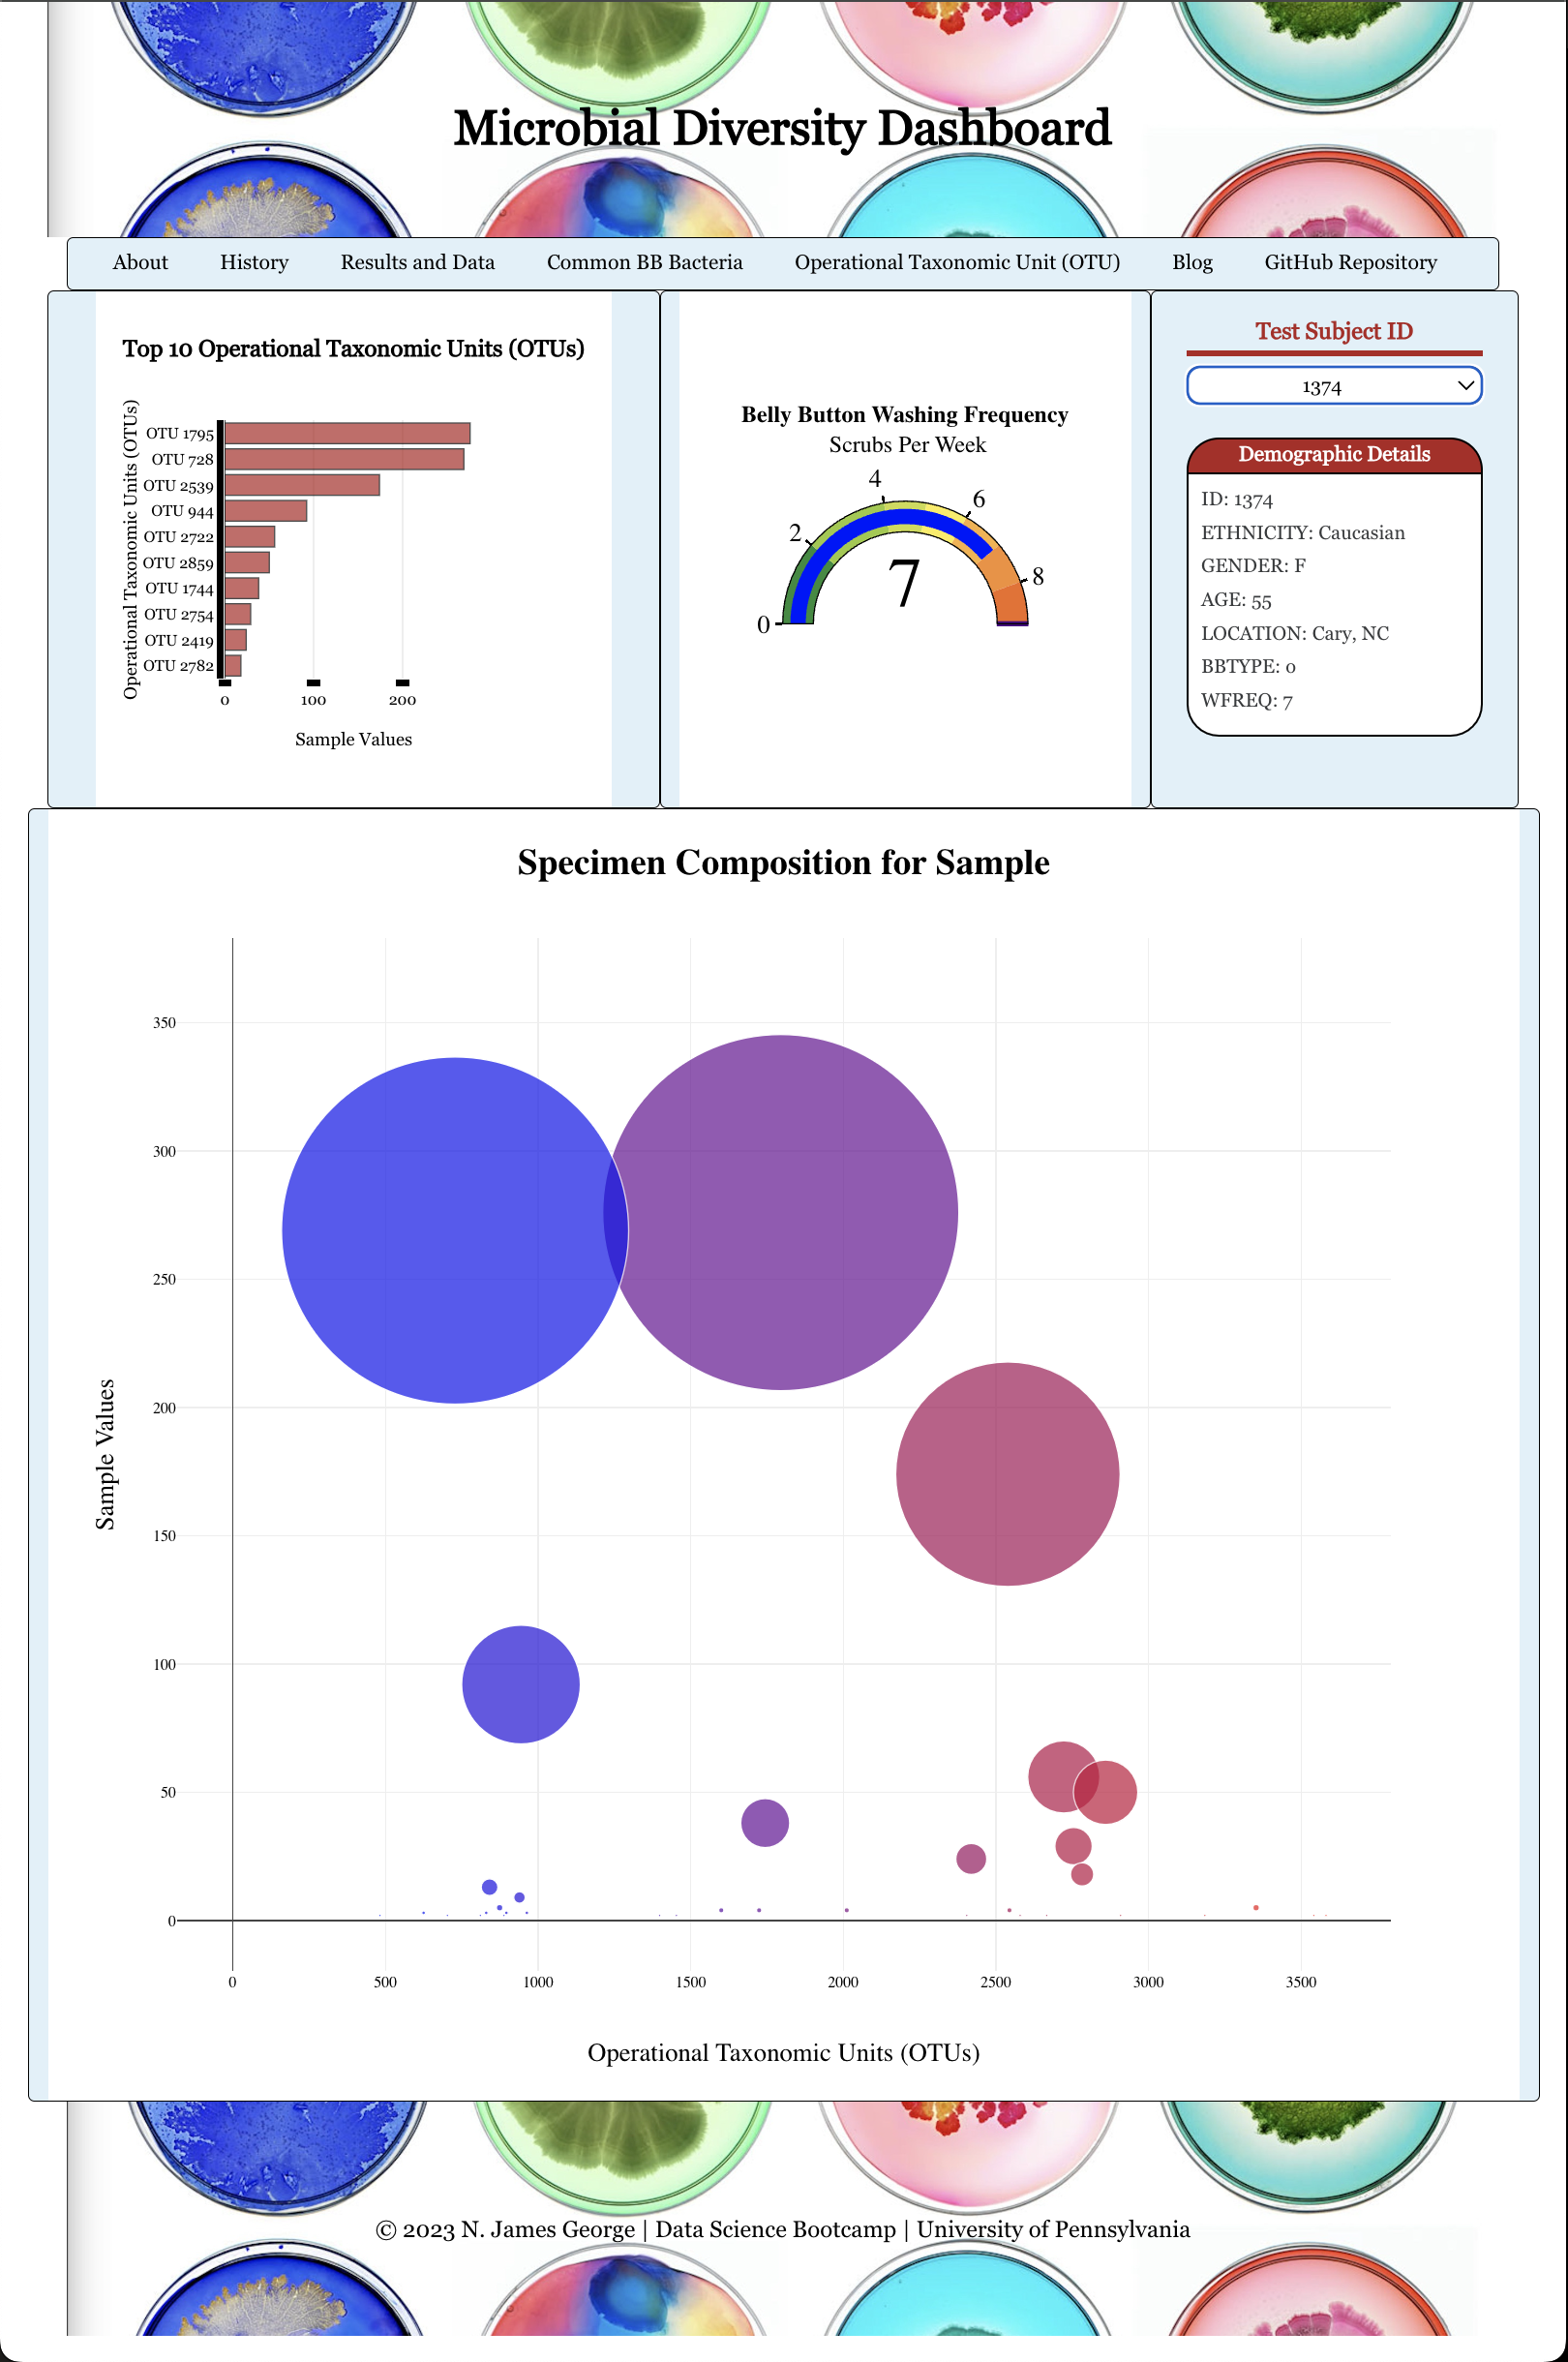 Microbial Diversity Dashboard
About History Results and Data Common BB Bacteria Operational Taxonomic Unit (OTU) Blog GitHub Repository
Top 10 Operational Taxonomic Units (OTUs)
Operational Taxonomic Units (OTUs)
OTU 1795
OTU 728
OTU 2539
OTU 944
OTU 2722
OTU 2859
OTU 1744
OTU 2754
OTU 2419
OTU 2782
0 100 200
Sample Values
Belly Button Washing Frequency
Scrubs Per Week
0 2 4 6 8
7
Test Subject ID
1374
Demographic Details
ID: 1374
ETHNICITY: Caucasian
GENDER: F
AGE: 55
LOCATION: Cary, NC
BBTYPE: 0
WFREQ: 7
Specimen Composition for Sample
Sample Values
350
300
250
200
150
100
50
0
0 500 1000 1500 2000 2500 3000 3500
Operational Taxonomic Units (OTUs)
© 2023 N. James George | Data Science Bootcamp | University of Pennsylvania